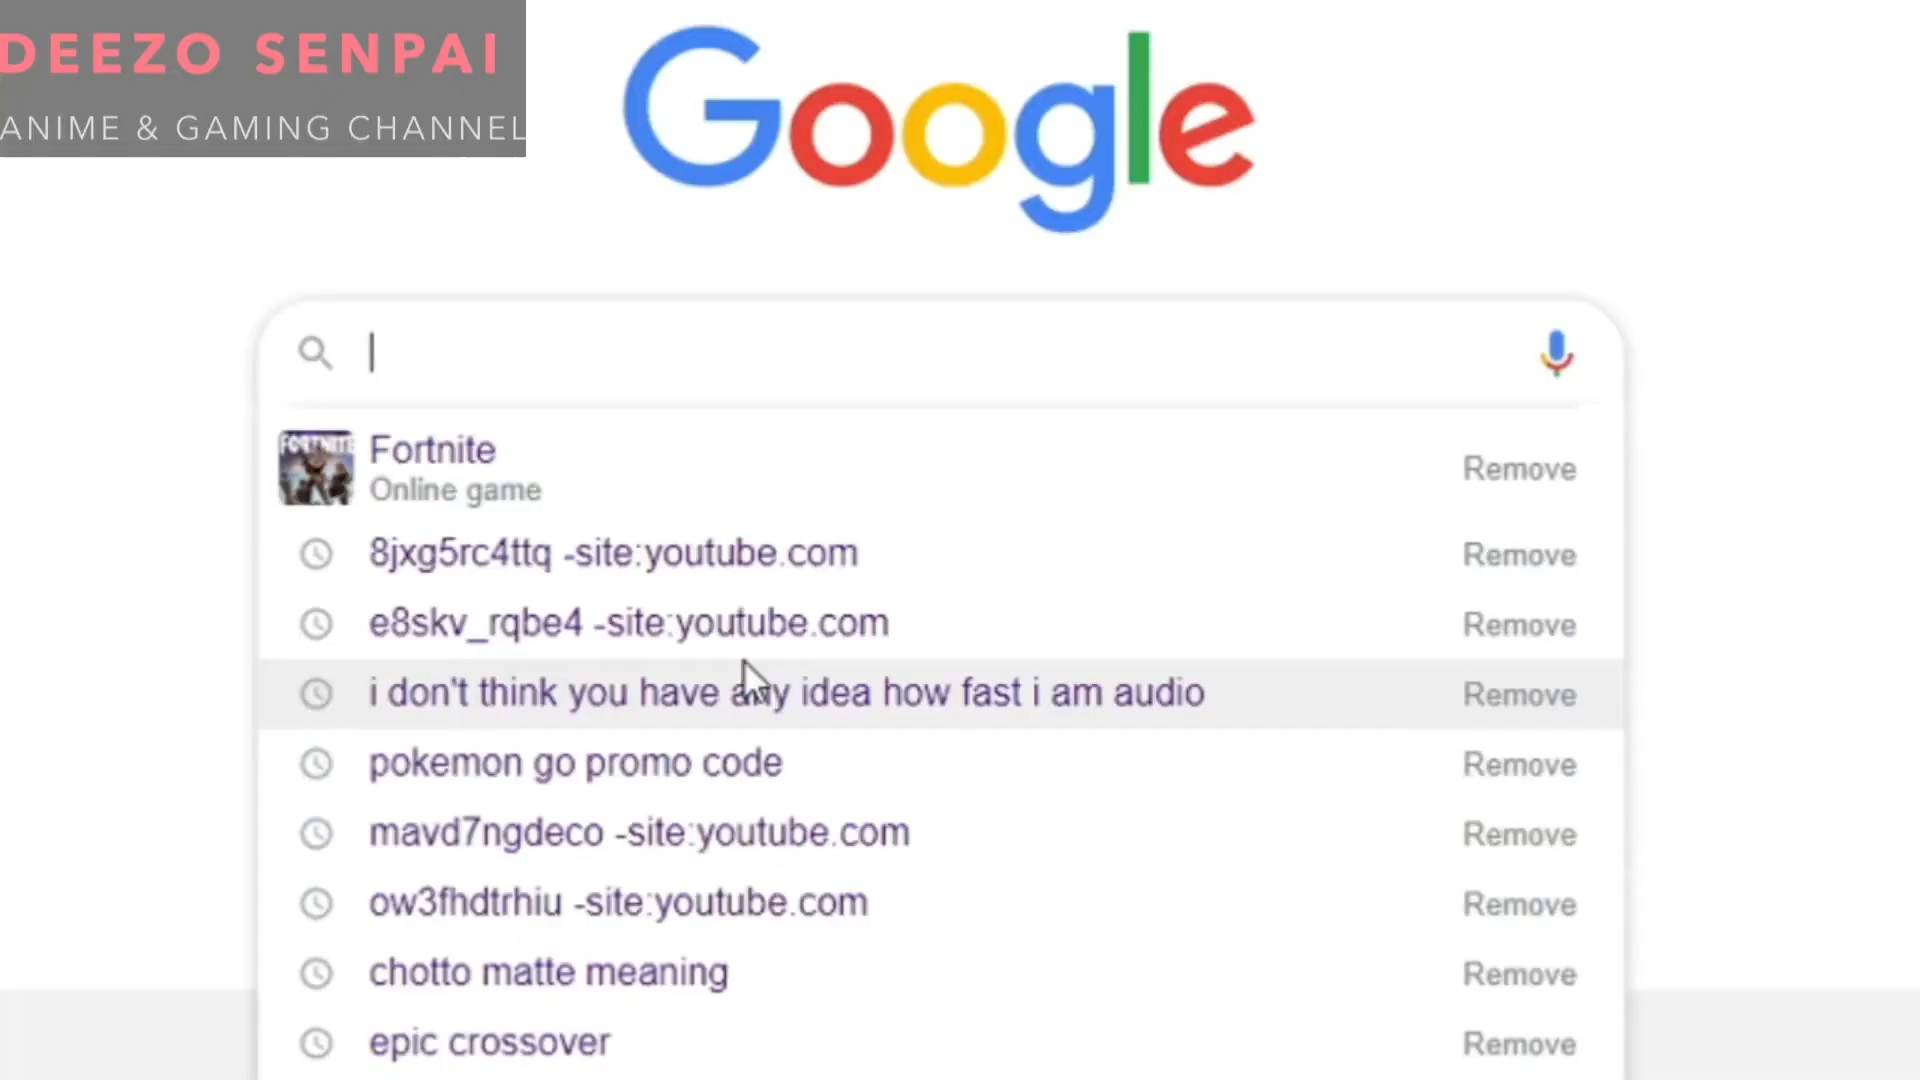 DEEZO SENPAI
ANIME & GAMING CHANNEL
Google
FORTNITE
Fortnite
Online game
Remove
8jxg5rc4ttq -site:youtube.com
Remove
e8skv_rqbe4 -site:youtube.com
Remove
i don't think you have any idea how fast i am audio
Remove
pokemon go promo code
Remove
mavd7ngdeco -site:youtube.com
Remove
ow3fhdtrhiu -site:youtube.com
Remove
chotto matte meaning
Remove
epic crossover
Remove